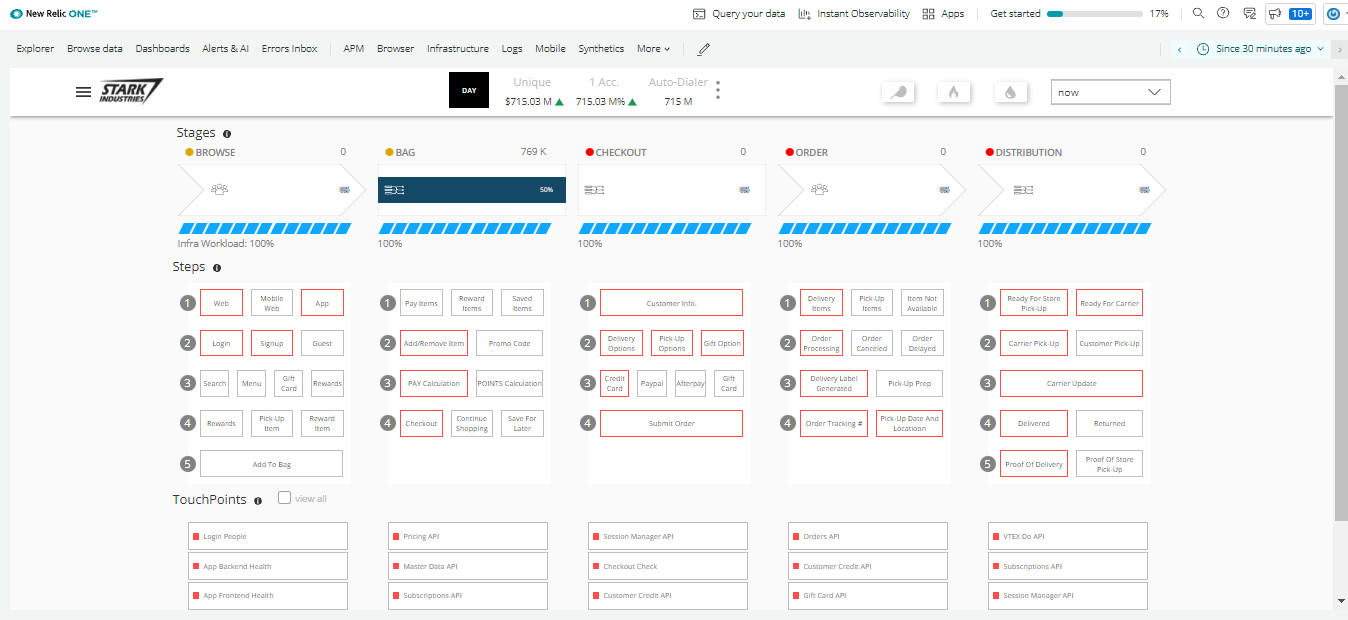 New Relic ONE™
Query your data
Instant Observability
Apps
Get started
17%
10+
Explorer
Browse data
Dashboards
Alerts & AI
Errors Inbox
APM
Browser
Infrastructure
Logs
Mobile
Synthetics
More
Since 30 minutes ago
STARK
INDUSTRIES
DAY
Unique
$715.03 M
1 Acc.
715.03 M%
Auto-Dialer
715 M
now
Stages
BROWSE 0
BAG 769 K
CHECKOUT 0
ORDER 0
DISTRIBUTION 0
50%
Infra Workload: 100%
100%
100%
100%
100%
Steps
1
Web
Mobile
Web
App
2
Login
Signup
Guest
3
Search
Menu
Gift
Card
Rewards
4
Rewards
Pick-Up
Item
Reward
Item
5
Add To Bag
1
Pay Items
Reward
Items
Saved
Items
2
Add/Remove Item
Promo Code
3
PAY Calculation
POINTS Calculation
4
Checkout
Continue
Shopping
Save For
Later
1
Customer Info.
2
Delivery
Options
Pick-Up
Options
Gift Option
3
Credit
Card
Paypal
Afterpay
Gift
Card
4
Submit Order
1
Delivery
Items
Pick-Up
Items
Item Not
Available
2
Order
Processing
Order
Canceled
Order
Delayed
3
Delivery Label
Generated
Pick-Up Prep
4
Order Tracking #
Pick-Up Date And
Locatioon
1
Ready For Store
Pick-Up
Ready For Carrier
2
Carrier Pick-Up
Customer Pick-Up
3
Carrier Update
4
Delivered
Returned
5
Proof Of Delivery
Proof Of Store
Pick-Up
TouchPoints
view all
Login People
App Backend Health
App Frontend Health
Pricing API
Master Data API
Subscriptions API
Session Manager API
Checkout Check
Customer Credit API
Orders API
Customer Credit API
Gift Card API
VTEX Do API
Subscriptions API
Session Manager API